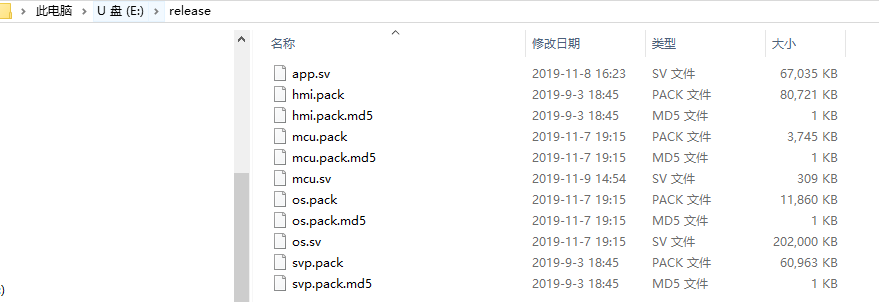 此电脑 U 盘 (E:) release
名称 修改日期 类型 大小
app.sv 2019-11-8 16:23 SV 文件 67,035 KB
hmi.pack 2019-9-3 18:45 PACK 文件 80,721 KB
hmi.pack.md5 2019-9-3 18:45 MD5 文件 1 KB
mcu.pack 2019-11-7 19:15 PACK 文件 3,745 KB
mcu.pack.md5 2019-11-7 19:15 MD5 文件 1 KB
mcu.sv 2019-11-9 14:54 SV 文件 309 KB
os.pack 2019-11-7 19:15 PACK 文件 11,860 KB
os.pack.md5 2019-11-7 19:15 MD5 文件 1 KB
os.sv 2019-11-7 19:15 SV 文件 202,000 KB
svp.pack 2019-9-3 18:45 PACK 文件 60,963 KB
svp.pack.md5 2019-9-3 18:45 MD5 文件 1 KB